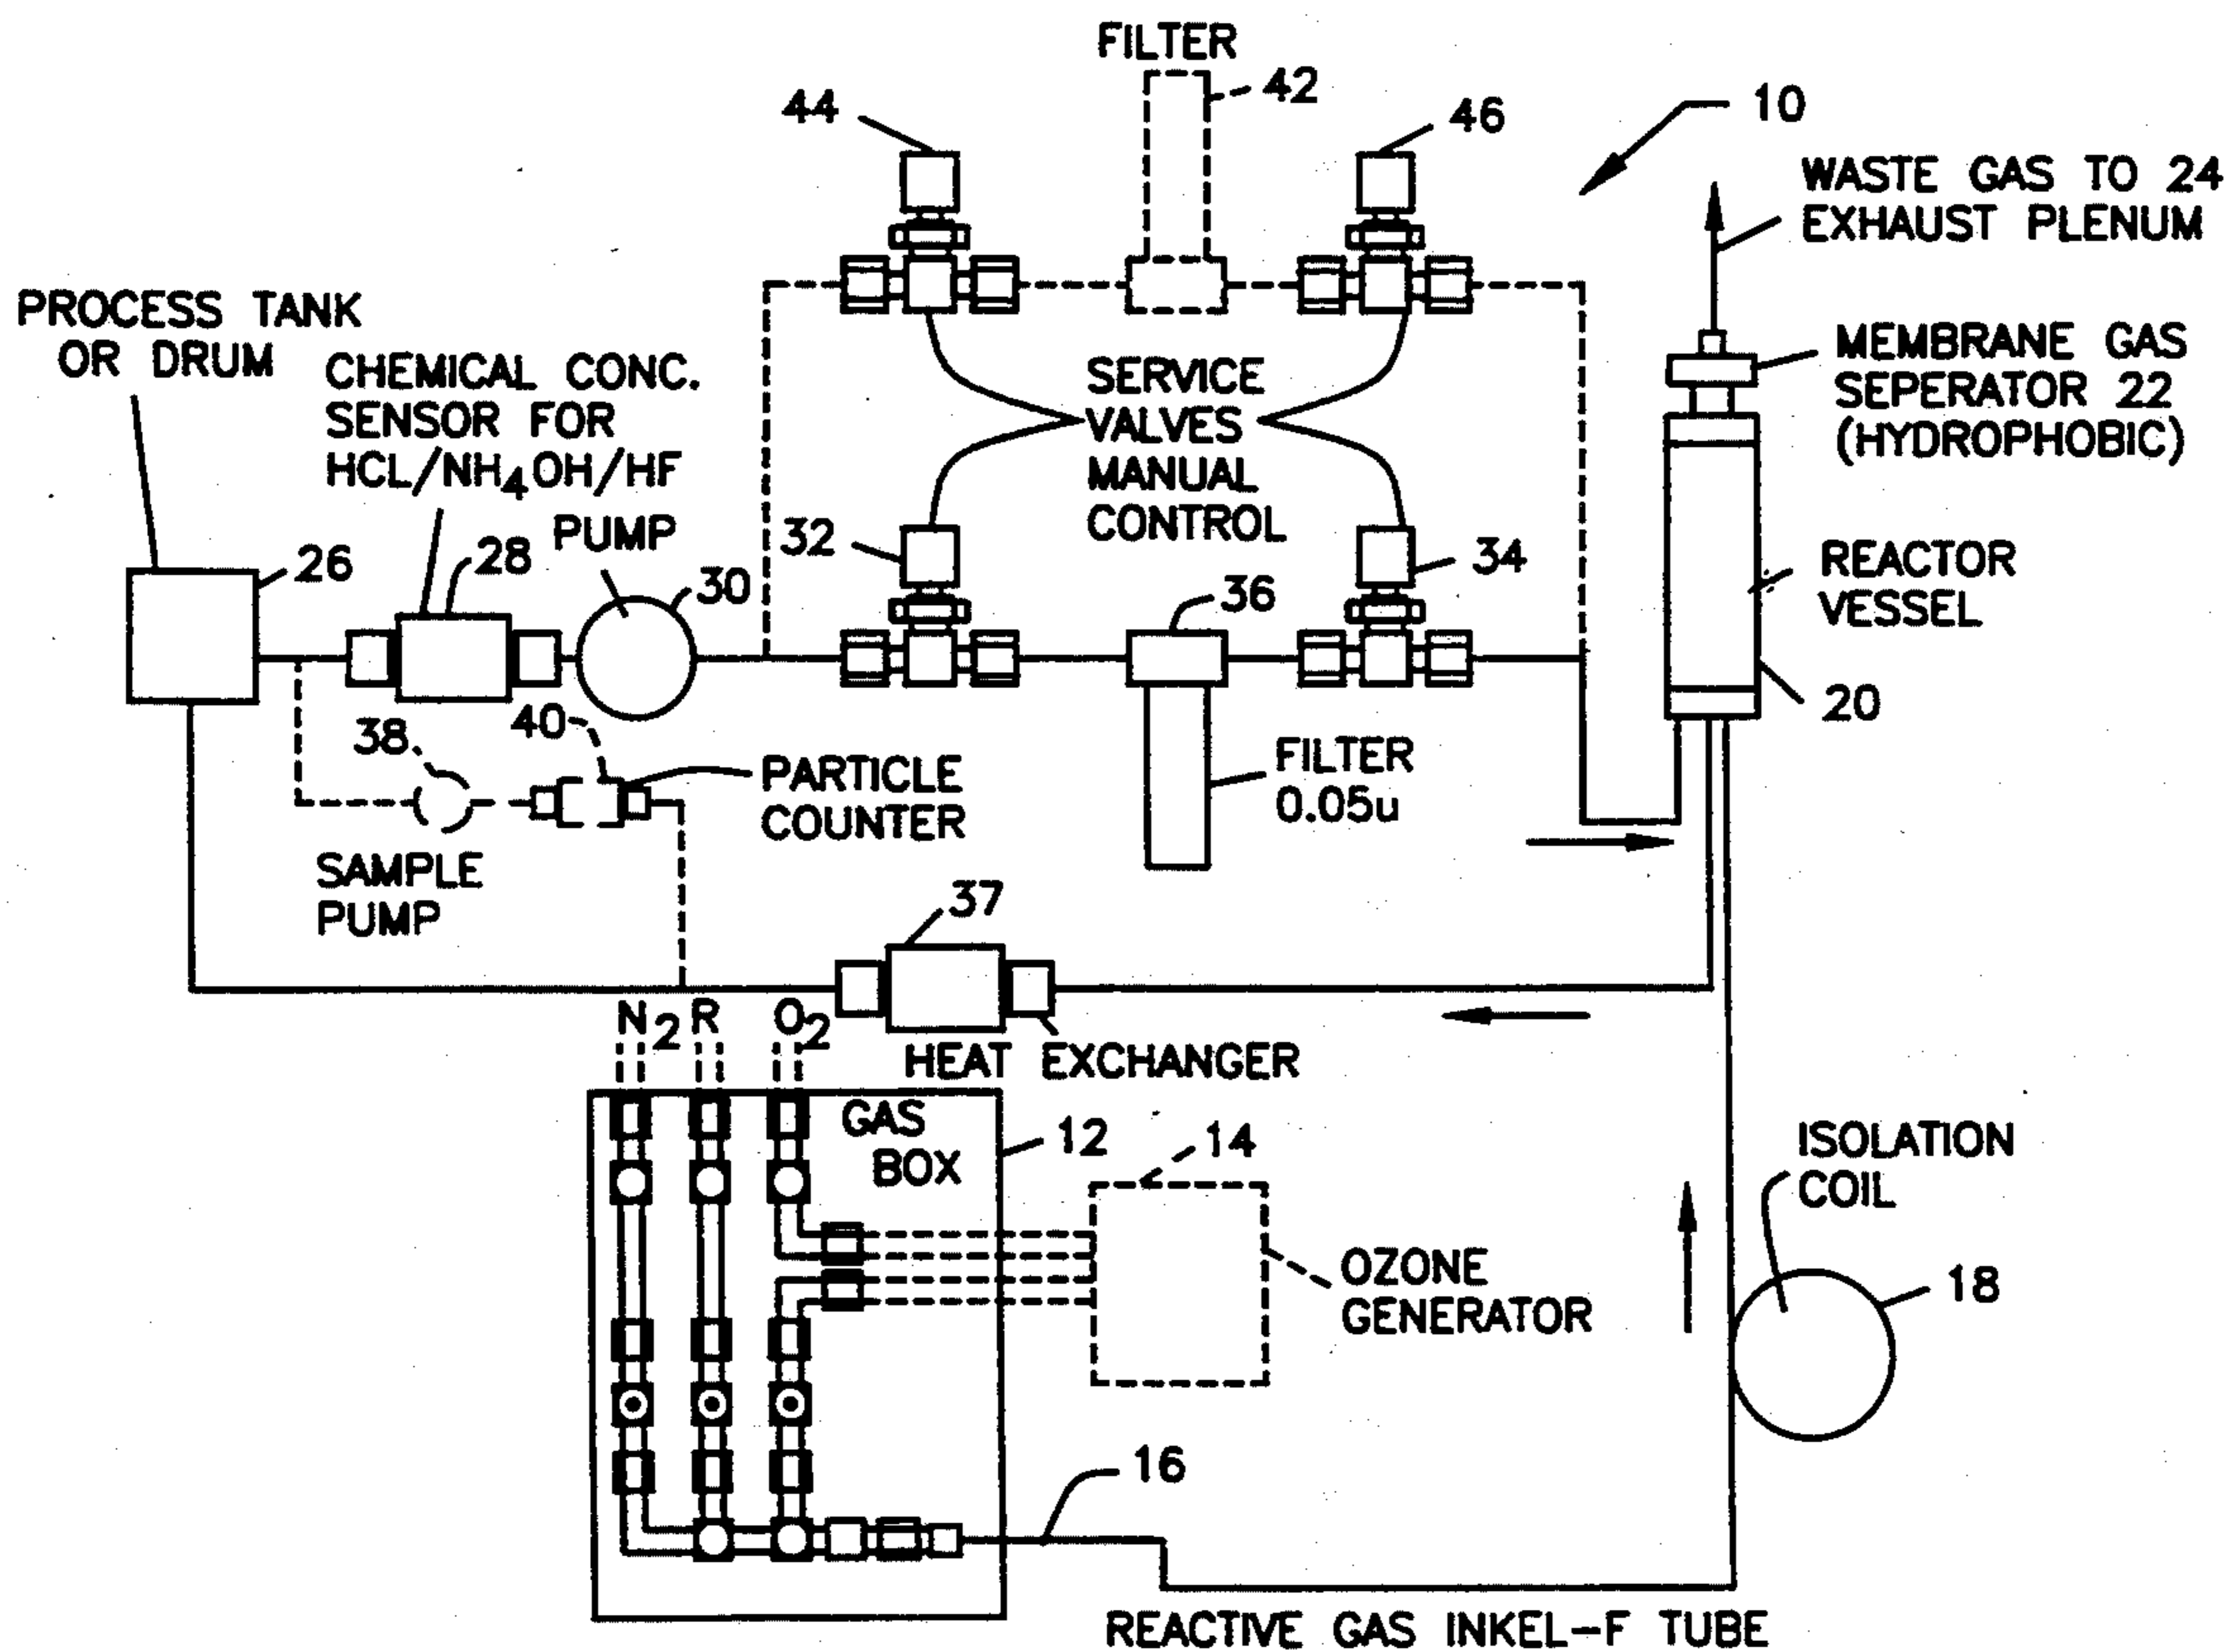 FILTER
42
44
46
10
WASTE GAS TO 24
EXHAUST PLENUM
PROCESS TANK
OR DRUM
CHEMICAL CONC.
SENSOR FOR
HCL/NH4OH/HF
SERVICE
VALVES
MANUAL
CONTROL
MEMBRANE GAS
SEPERATOR 22
(HYDROPHOBIC)
PUMP
26
28
30
32
34
36
REACTOR
VESSEL
20
38
40
PARTICLE
COUNTER
FILTER
0.05u
SAMPLE
PUMP
37
N2 R O2
HEAT EXCHANGER
GAS
BOX
12
14
ISOLATION
COIL
OZONE
GENERATOR
18
16
REACTIVE GAS INKEL-F TUBE